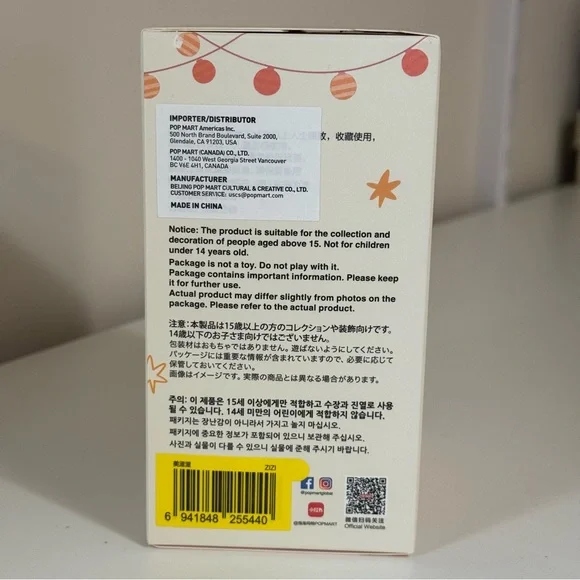 IMPORTER/DISTRIBUTOR
POP MART Americas Inc.
500 North Brand Boulevard, Suite 2000,
Glendale, CA 91203, USA
POP MART (CANADA) CO., LTD.
1400 - 1040 West Georgia Street Vancouver
BC V6E 4H1, CANADA
MANUFACTURER
BEIJING POP MART CULTURAL & CREATIVE CO., LTD.
CUSTOMER SERVICE: uscs@popmart.com
MADE IN CHINA
收藏使用，
Notice: The product is suitable for the collection and
decoration of people aged above 15. Not for children
under 14 years old.
Package is not a toy. Do not play with it.
Package contains important information. Please keep
it for further use.
Actual product may differ slightly from photos on the
package. Please refer to the actual product.
注意：本製品は15歳以上の方のコレクションや装飾向けです。
14歳以下のお子さま向けではございません。
包装材はおもちゃではありません。遊ばないようにしてください。
パッケージには重要な情報が含まれていますので、必要に応じて
保管しておいてください。
画像はイメージです。実際の商品とは異なる場合があります。
주의: 이 제품은 15세 이상에게만 적합하고 수장과 진열로 사용
될 수 있습니다. 14세 미만의 어린이에게 적합하지 않습니다.
패키지는 장난감이 아니라서 가지고 놀지 마십시오.
패키지에 중요한 정보가 포함되어 있으니 보관해 주십시오.
사진과 실물이 다를 수 있으니 실물에 준해 주시기 바랍니다.
ZIZI
6 941848 255440
@popmartglobal
小红书
POPMART
微信扫码关注
Official Website